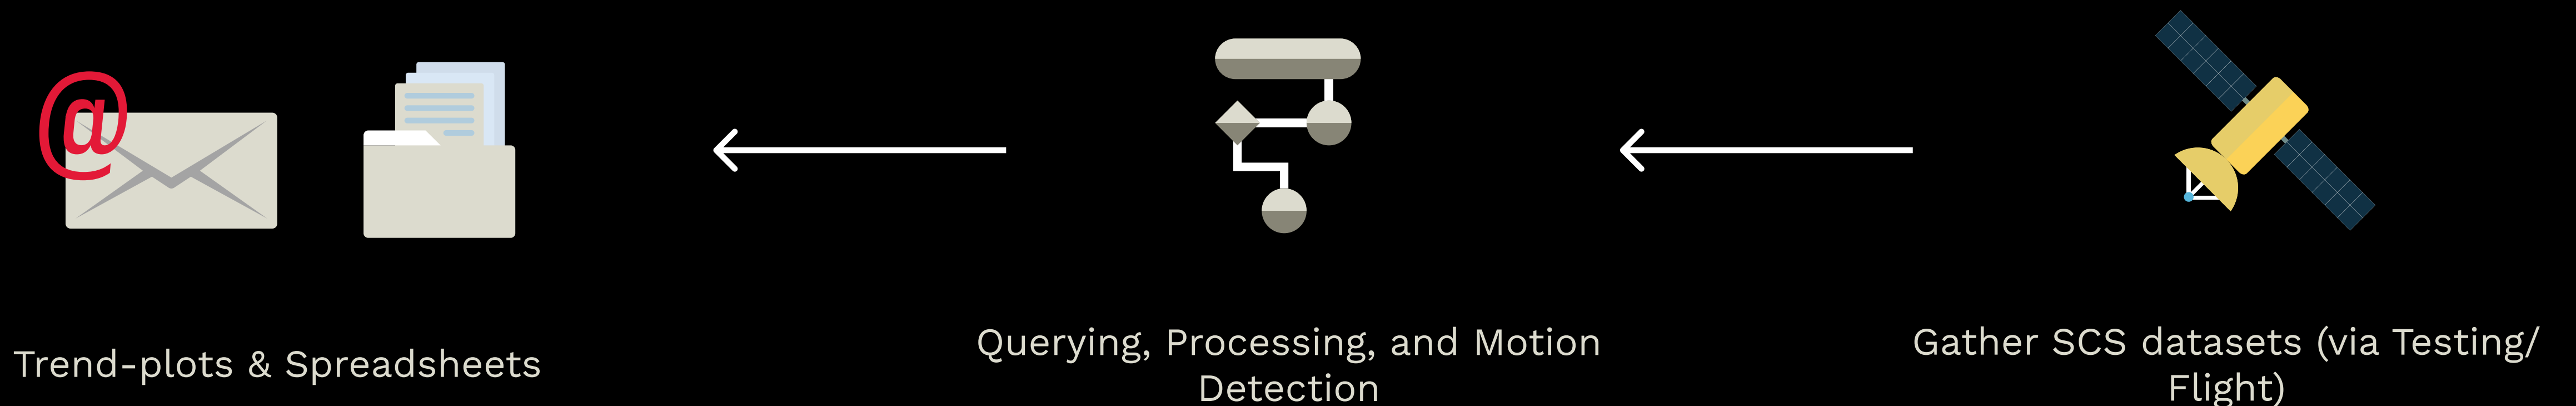 @
Trend-plots & Spreadsheets
Querying, Processing, and Motion
Detection
Gather SCS datasets (via Testing/
Flight)